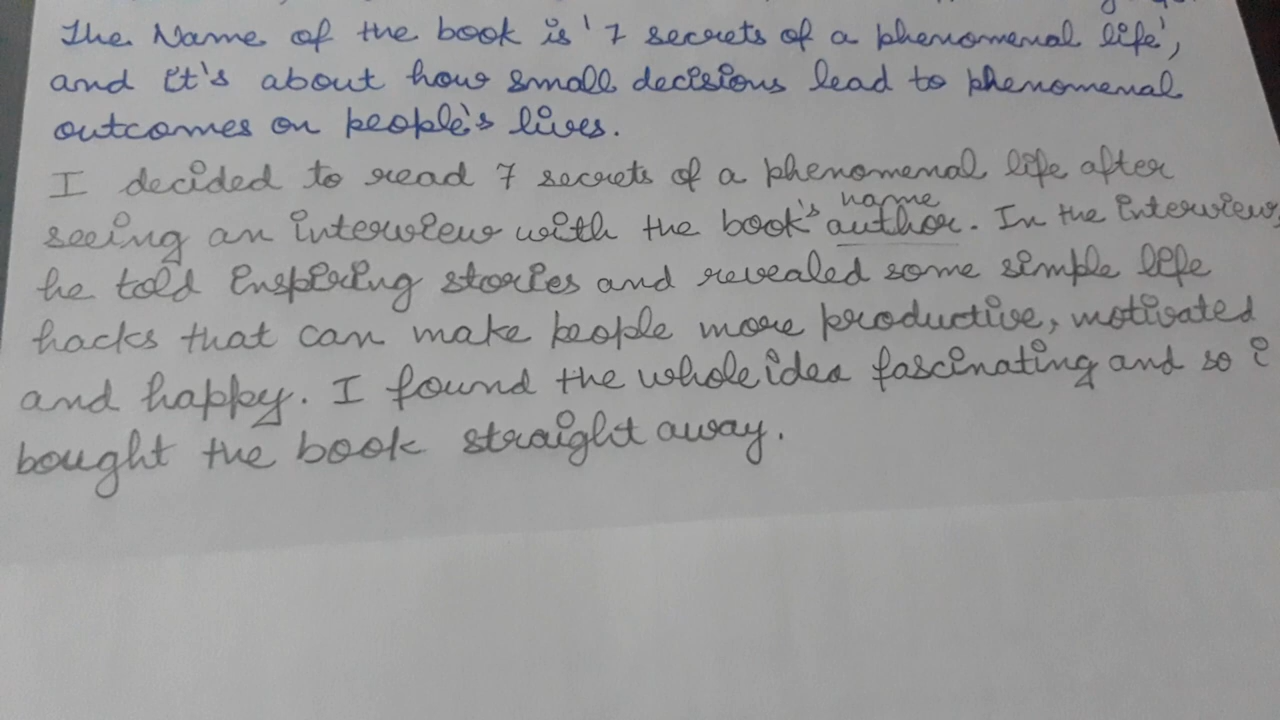 The Name of the book is '7 secrets of a phenomenal life',
and it's about how small decisions lead to phenomenal
outcomes on people's lives.
I decided to read 7 secrets of a phenomenal life after
name
seeing an interview with the book's author. In the interview
he told inspiring stories and revealed some simple life
hacks that can make people more productive, motivated
and happy. I found the whole idea fascinating and so i
bought the book straight away.